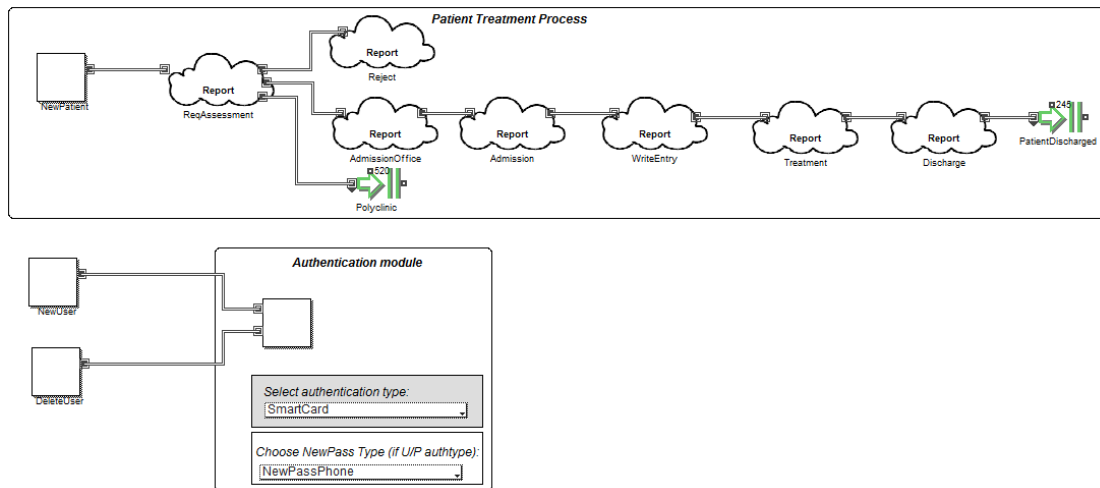 Patient Treatment Process
Report
Reject
NewPatient
Report
ReqAssessment
Report
AdmissionOffice
Report
Admission
Report
WriteEntry
Report
Treatment
Report
Discharge
245
PatientDischarged
520
Polyclinic
Authentication module
NewUser
DeleteUser
Select authentication type:
SmartCard
Choose NewPass Type (if U/P authtype):
NewPassPhone